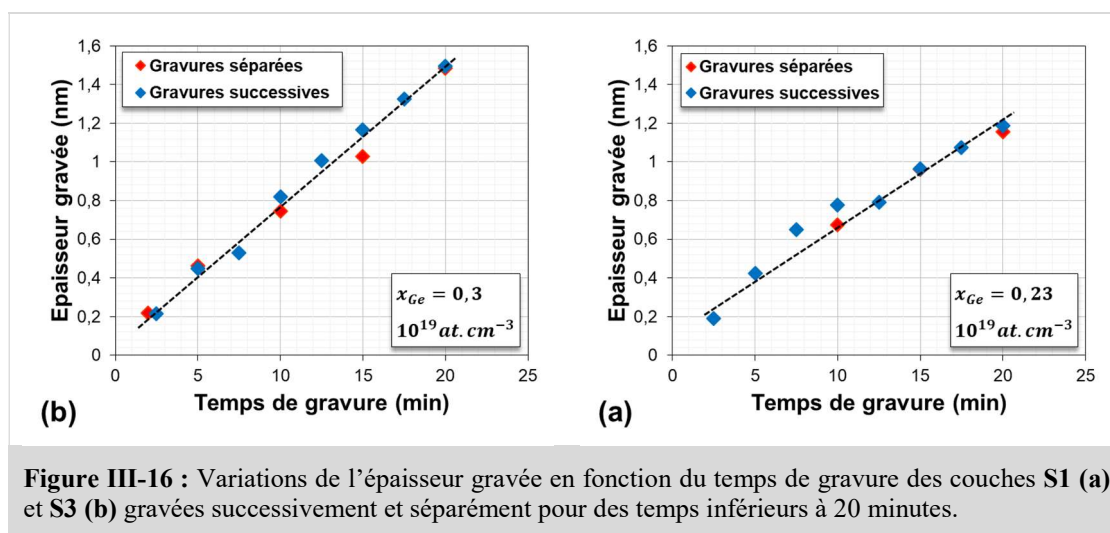 1,6
1,4
1,2
1
0,8
0,6
0,4
0,2
0
Epaisseur gravée (nm)
Gravures séparées
Gravures successives
x_Ge = 0,3
10^19 at.cm^-3
0 5 10 15 20 25
(b) Temps de gravure (min)
1,6
1,4
1,2
1
0,8
0,6
0,4
0,2
0
Epaisseur gravée (nm)
Gravures séparées
Gravures successives
x_Ge = 0,23
10^19 at.cm^-3
0 5 10 15 20 25
(a) Temps de gravure (min)
Figure III-16 : Variations de l’épaisseur gravée en fonction du temps de gravure des couches S1 (a)
et S3 (b) gravées successivement et séparément pour des temps inférieurs à 20 minutes.